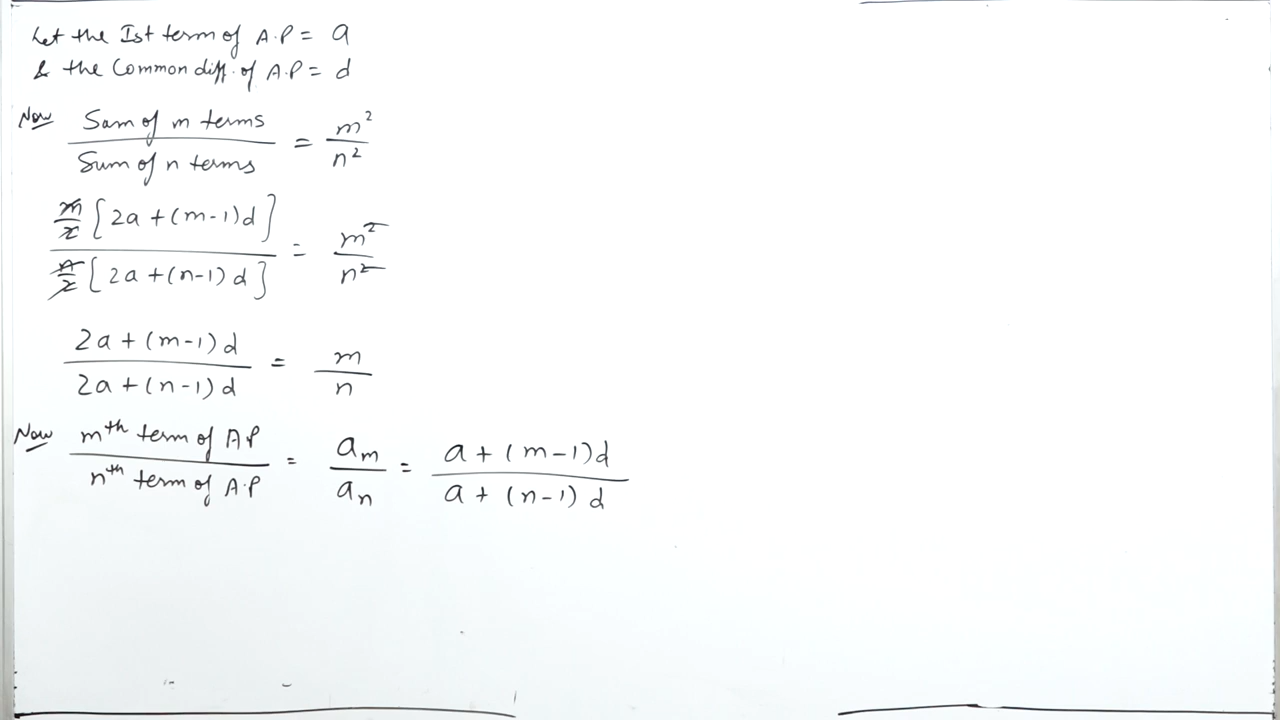 Let the Ist term of A.P = a
& the Common diff. of A.P = d
Now Sum of m terms / Sum of n terms = m² / n²
m/2 [2a + (m-1)d] / n/2 [2a + (n-1)d] = m² / n²
2a + (m-1)d / 2a + (n-1)d = m / n
Now mth term of AP / nth term of A.P = am / an = a + (m-1)d / a + (n-1)d